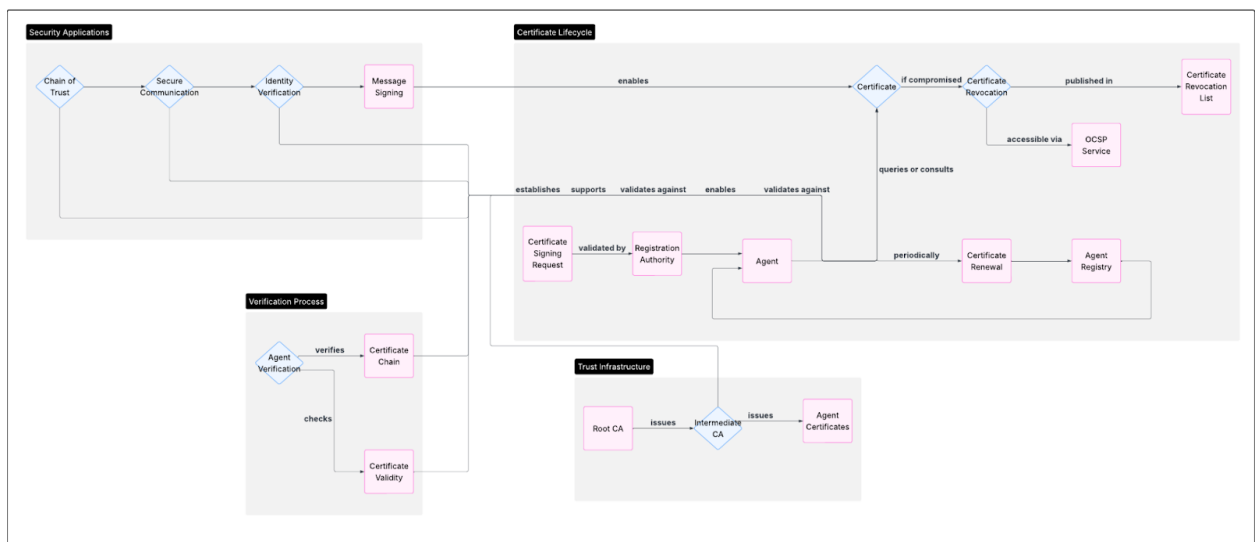 Security Applications
Chain of
Trust
Secure
Communication
Identity
Verification
Message
Signing
enables
Certificate Lifecycle
Certificate
if compromised
Certificate
Revocation
published in
Certificate
Revocation
List
accessible via
OCSP
Service
queries or consults
establishes
supports
validates against
enables
validates against
Certificate
Signing
Request
validated by
Registration
Authority
Agent
periodically
Certificate
Renewal
Agent
Registry
Verification Process
Agent
Verification
verifies
Certificate
Chain
checks
Certificate
Validity
Trust Infrastructure
Root CA
issues
Intermediate
CA
issues
Agent
Certificates